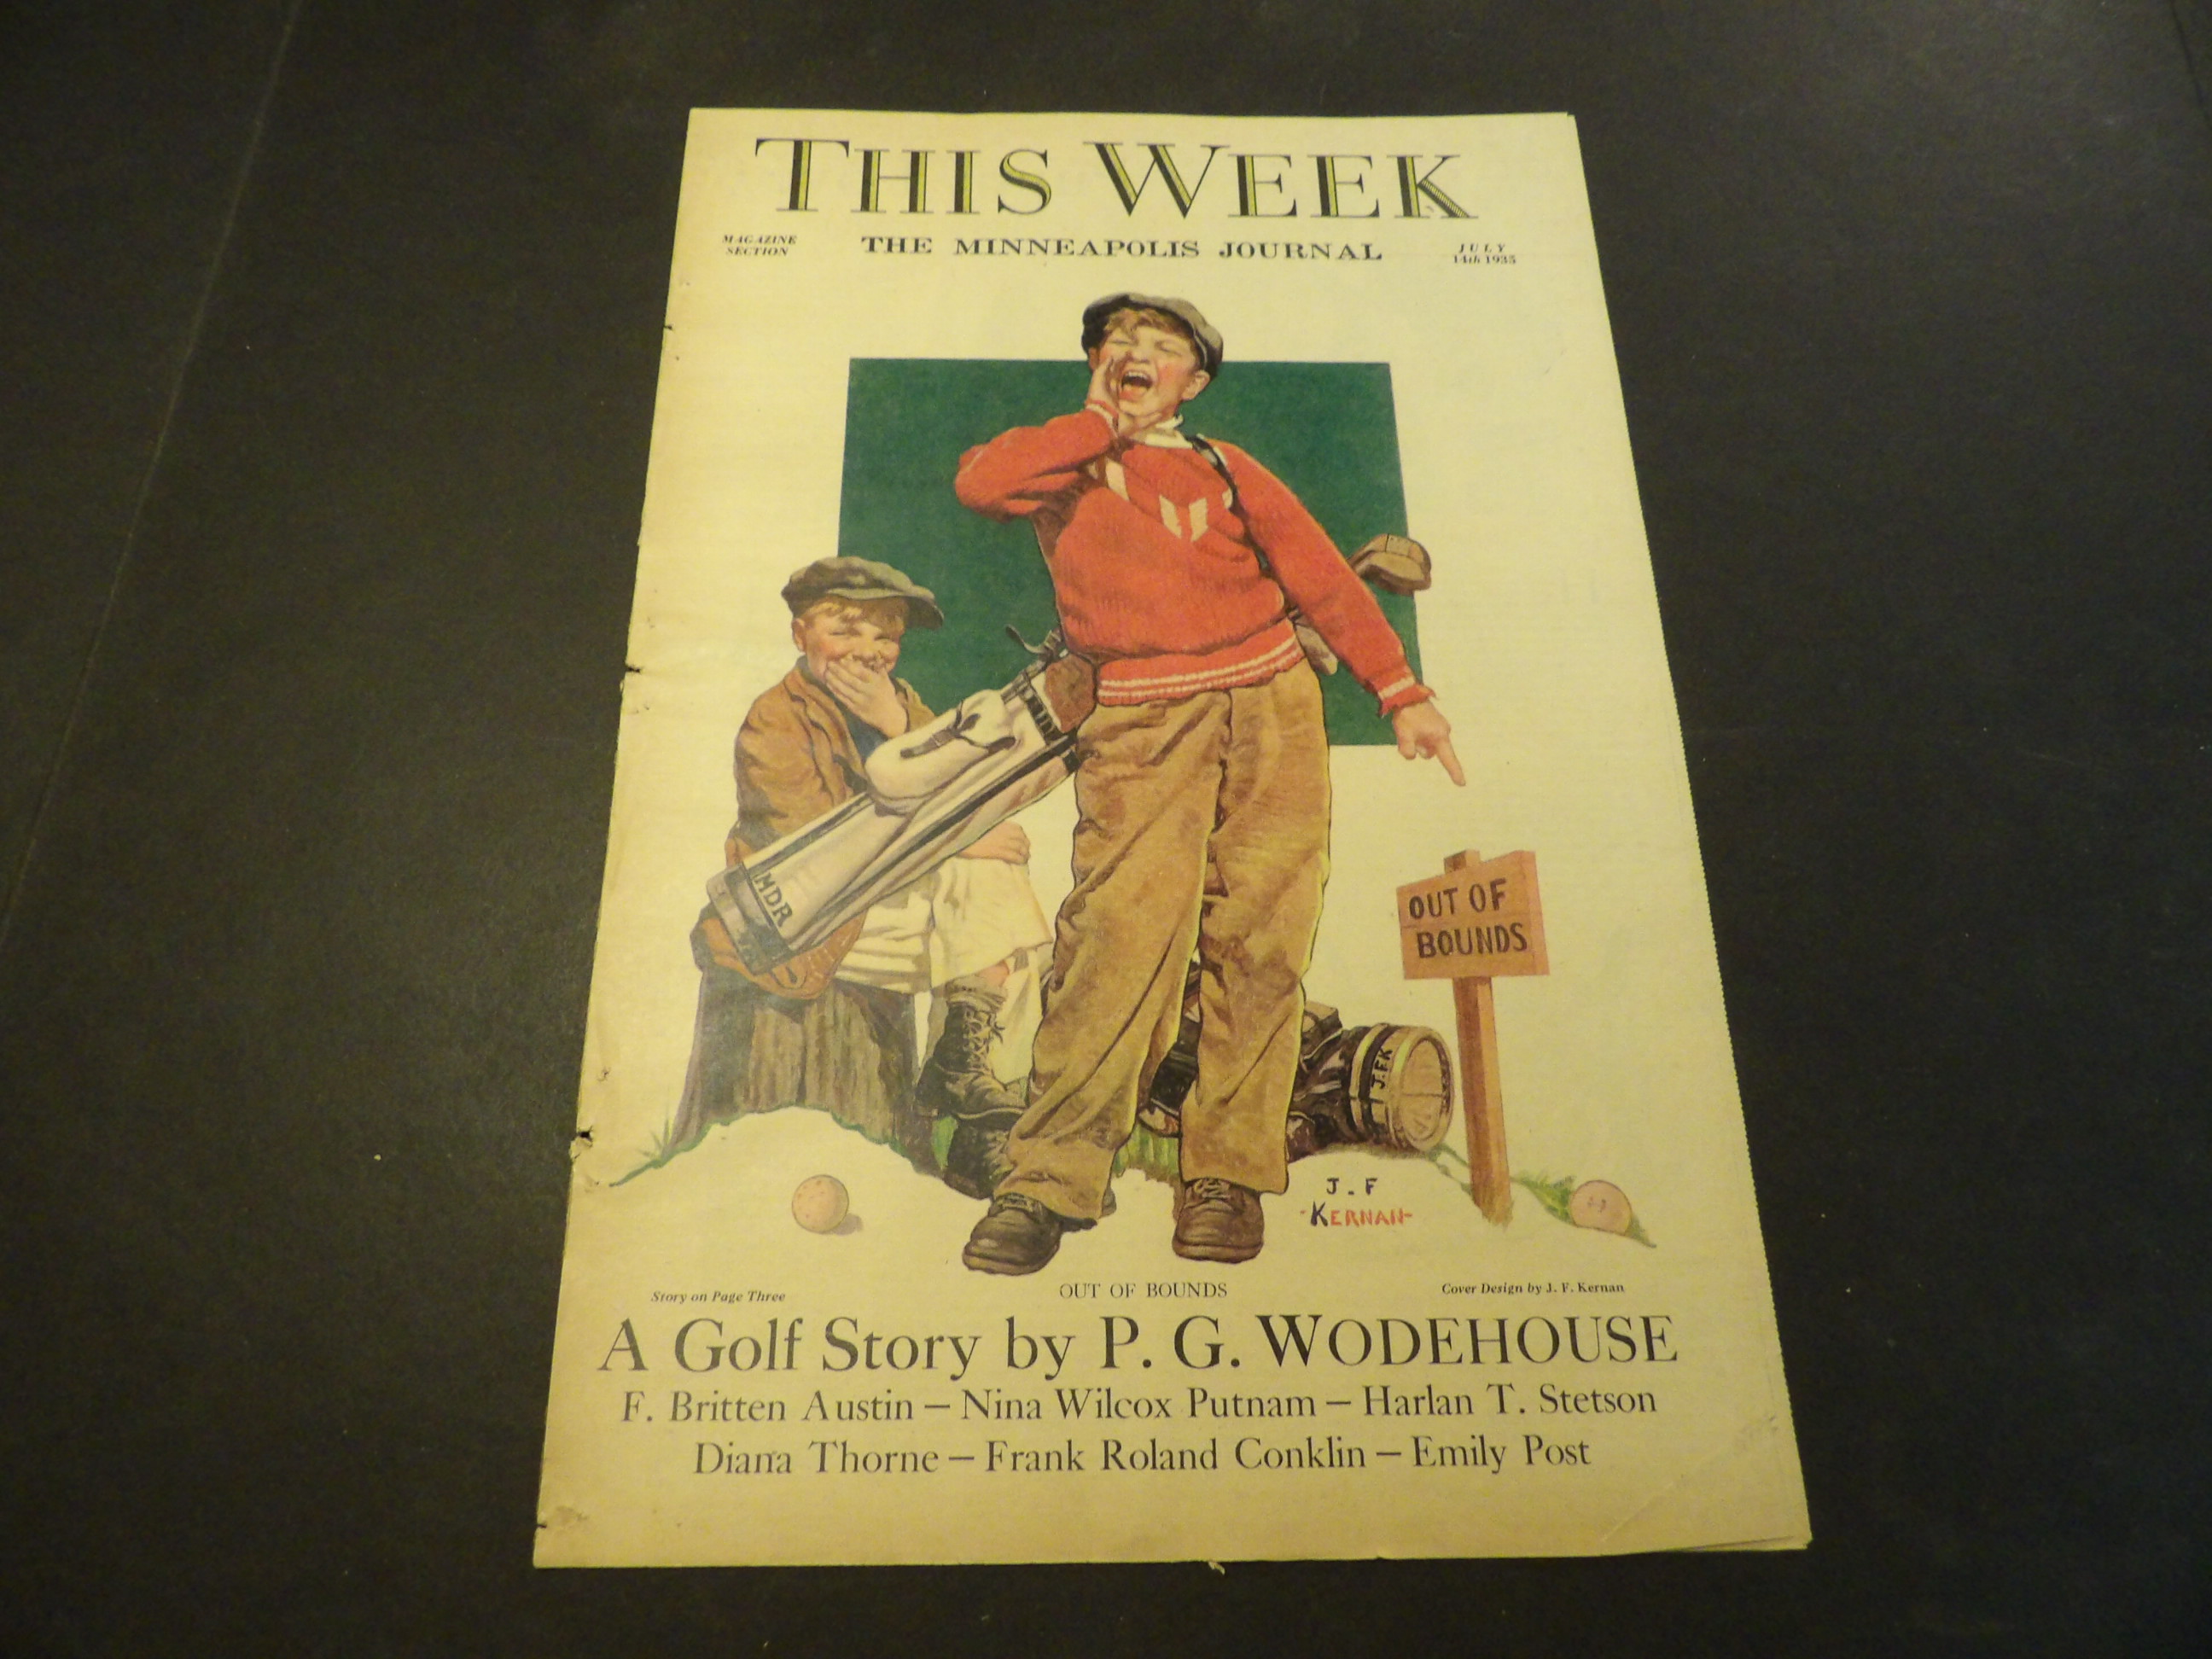 THIS WEEK
MAGAZINE
SECTION
THE MINNEAPOLIS JOURNAL
JULY
14th 1935
MDR
OUT OF
BOUNDS
J.F.K
J. F
KERNAN
Story on Page Three
OUT OF BOUNDS
Cover Design by J. F. Kernan
A Golf Story by P. G. WODEHOUSE
F. Britten Austin — Nina Wilcox Putnam — Harlan T. Stetson
Diana Thorne — Frank Roland Conklin — Emily Post